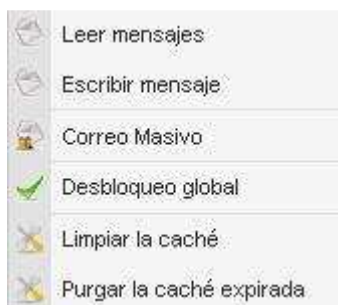 Leer mensajes
Escribir mensaje
Correo Masivo
Desbloqueo global
Limpiar la caché
Purgar la caché expirada